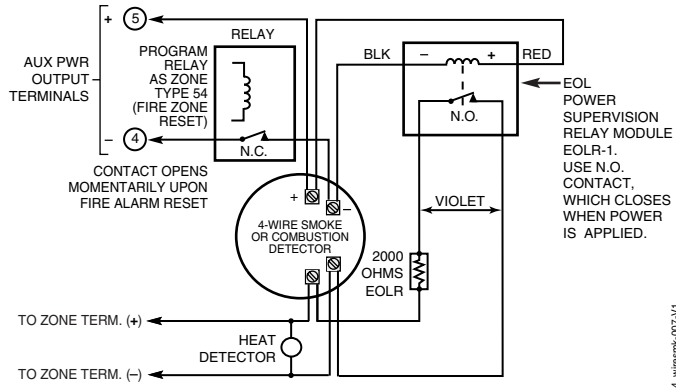 + 5
AUX PWR
OUTPUT
TERMINALS
– 4
RELAY
PROGRAM
RELAY
AS ZONE
TYPE 54
(FIRE ZONE
RESET)
N.C.
CONTACT OPENS
MOMENTARILY UPON
FIRE ALARM RESET
BLK
– +
RED
N.O.
EOL
POWER
SUPERVISION
RELAY MODULE
EOLR-1.
USE N.O.
CONTACT,
WHICH CLOSES
WHEN POWER
IS APPLIED.
+ –
4-WIRE SMOKE
OR COMBUSTION
DETECTOR
VIOLET
2000
OHMS
EOLR
TO ZONE TERM. (+)
HEAT
DETECTOR
TO ZONE TERM. (–)
4_wiresmk-007-V1